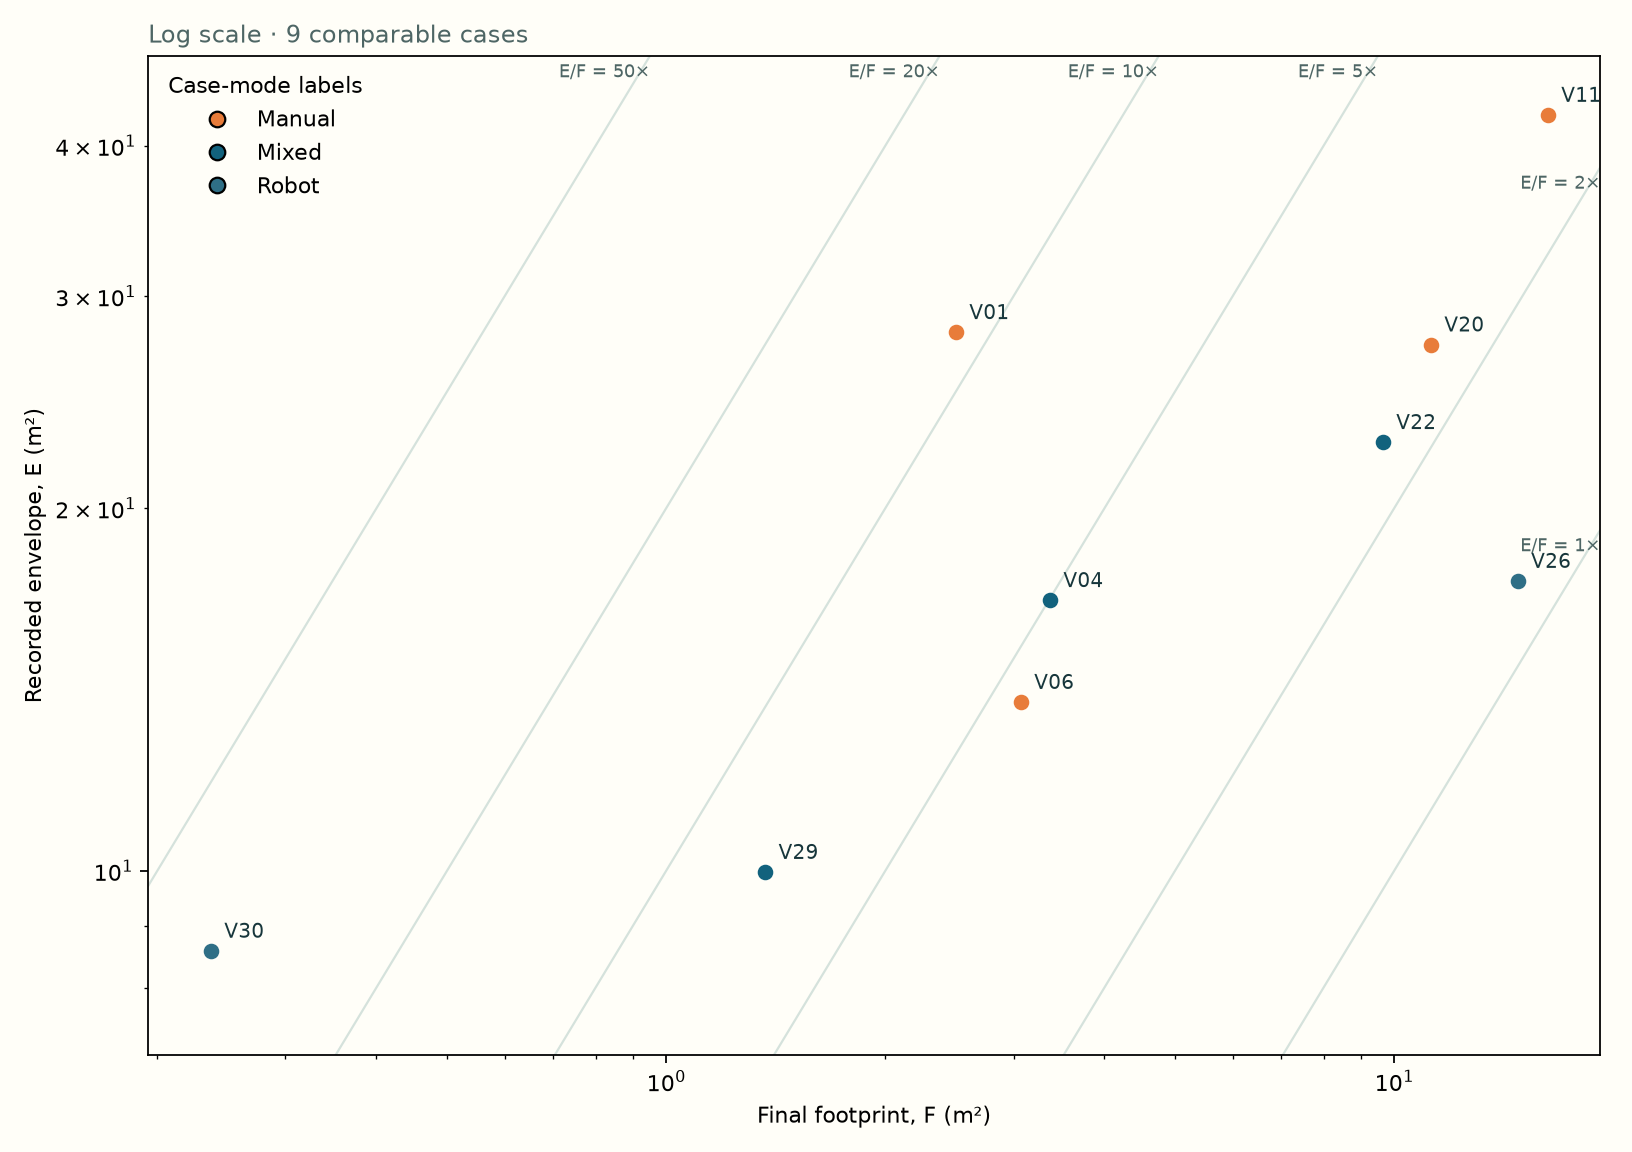 Log scale · 9 comparable cases
E/F = 50×
E/F = 20×
E/F = 10×
E/F = 5×
Case-mode labels
Manual
Mixed
Robot
V11
E/F = 2×
V01
V20
V22
E/F = 1×
V26
V04
V06
V29
V30
4 × 10¹
3 × 10¹
2 × 10¹
10¹
Recorded envelope, E (m²)
10⁰
10¹
Final footprint, F (m²)